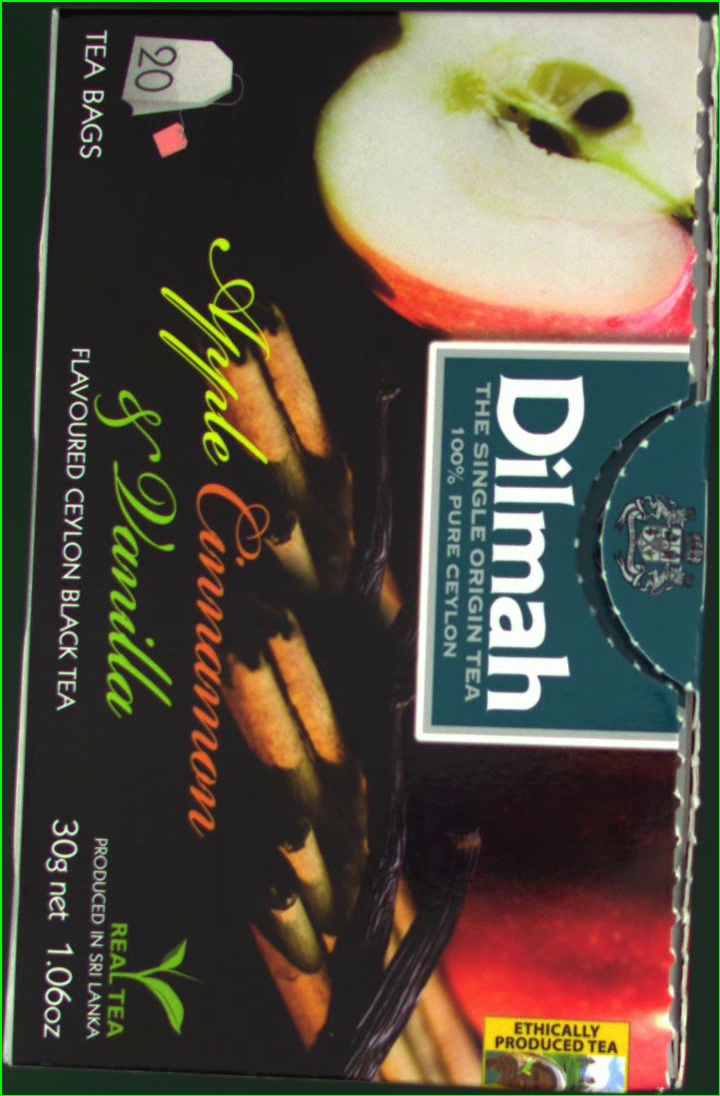 Dilmah
THE SINGLE ORIGIN TEA
100% PURE CEYLON
Apple Cinnamon
& Vanilla
FLAVOURED CEYLON BLACK TEA
20
TEA BAGS
REAL TEA
PRODUCED IN SRI LANKA
30g net 1.06oz
ETHICALLY
PRODUCED TEA